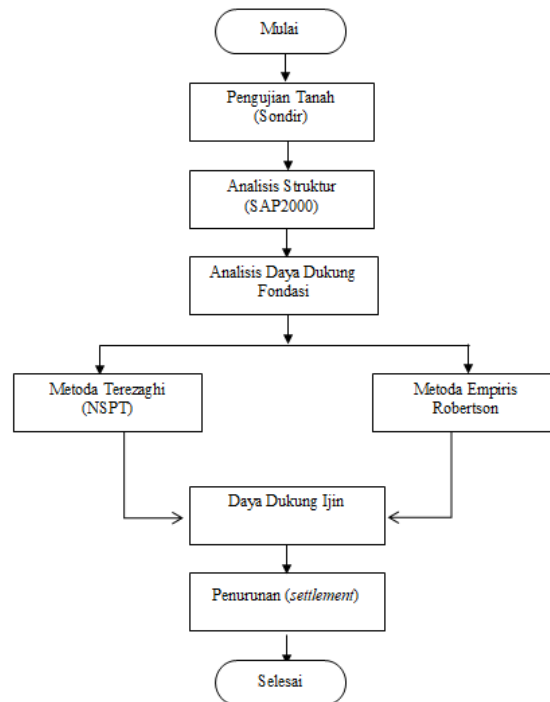 Mulai
Pengujian Tanah
(Sondir)
Analisis Struktur
(SAP2000)
Analisis Daya Dukung
Fondasi
Metoda Terezaghi
(NSPT)
Metoda Empiris
Robertson
Daya Dukung Ijin
Penurunan (settlement)
Selesai